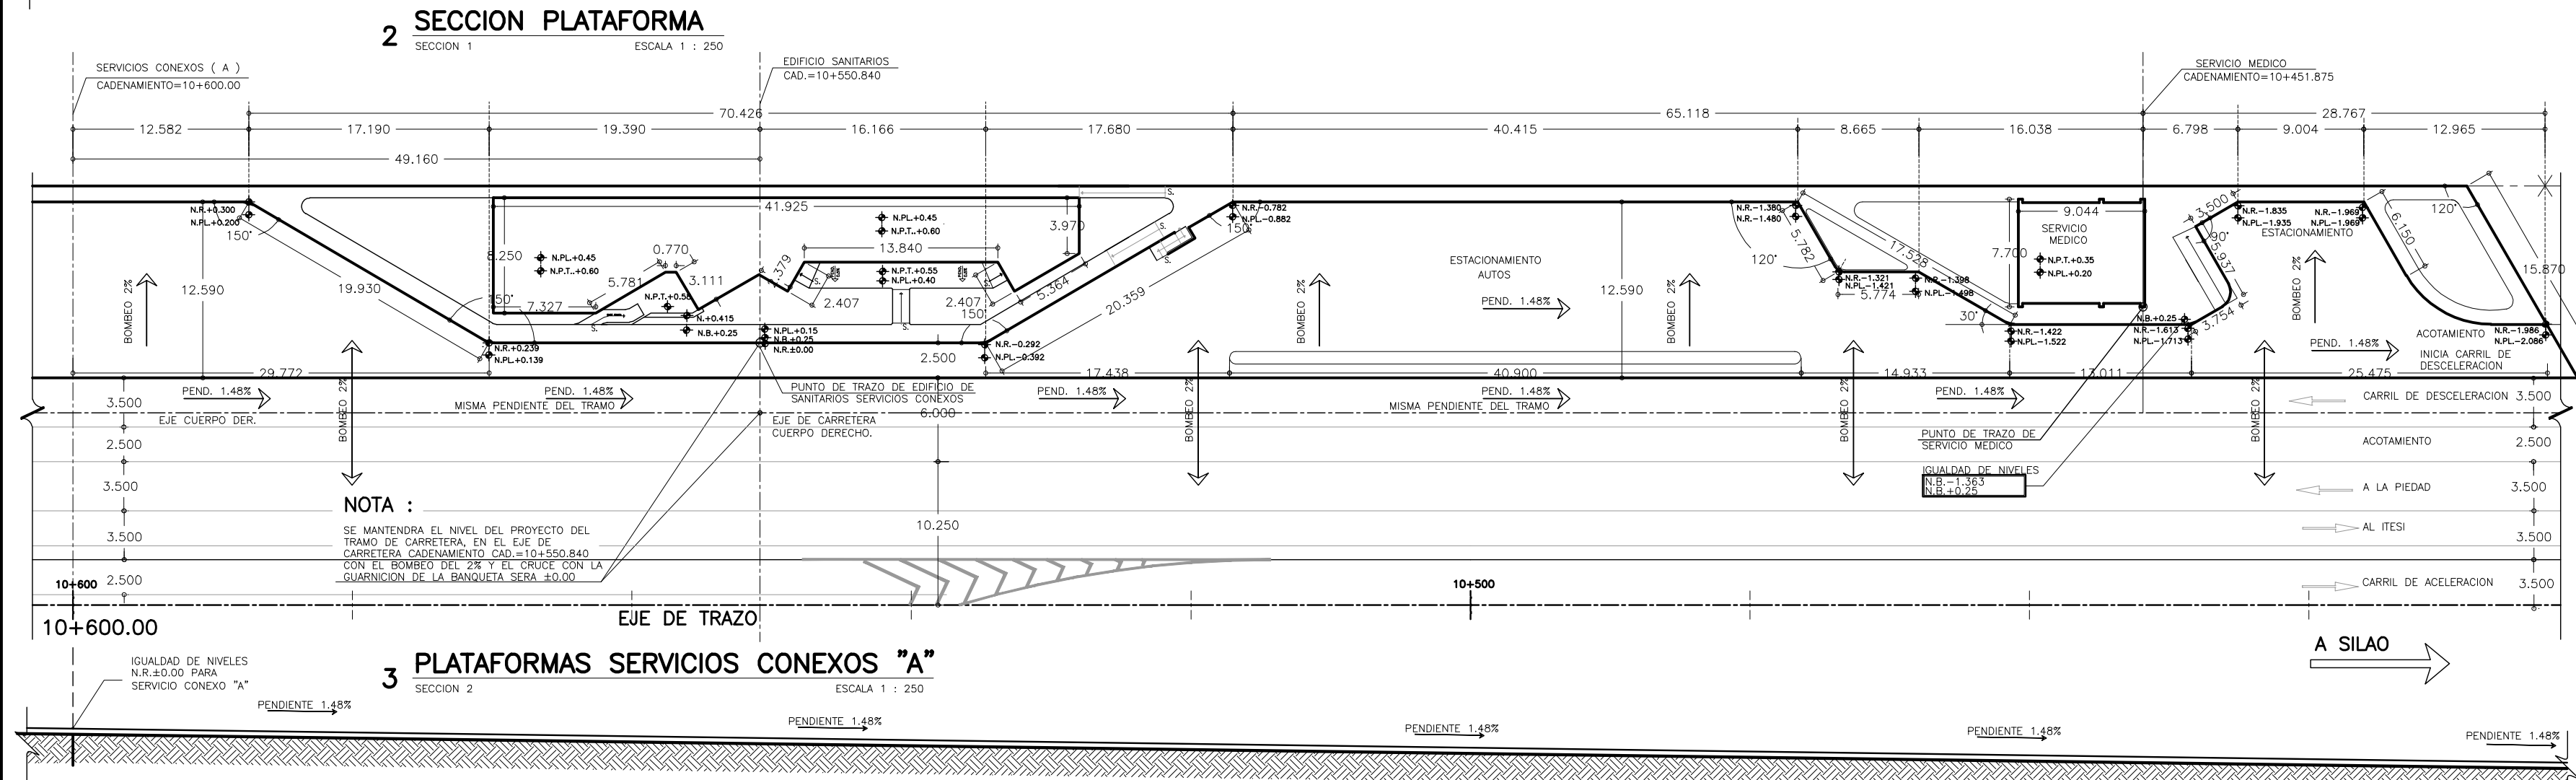 2 SECCION PLATAFORMA
SECCION 1 ESCALA 1 : 250
SERVICIOS CONEXOS ( A )
CADENAMIENTO=10+600.00
EDIFICIO SANITARIOS
CAD.=10+550.840
SERVICIO MEDICO
CADENAMIENTO=10+451.875
70.426 65.118 28.767
12.582 17.190 19.390 16.166 17.680 40.415 8.665 16.038 6.798 9.004 12.965
49.160
N.R.+0.300
N.PL.+0.200
150°
12.590
BOMBEO 2%
19.930
150°
8.250
41.925
N.PL.+0.45
N.P.T..+0.60
7.327
5.781
0.770
3.111
N.+0.415
N.B.+0.25
N.PL.+0.45
N.P.T..+0.60
13.840
3.970
N.P.T.+0.55
N.PL.+0.40
2.407
2.407
150°
5.364
20.359
S.
S.
S.
S.
S.
S.
N.R.-0.782
N.PL.-0.882
150°
N.R.+0.239
N.PL.+0.139
N.PL.+0.15
N.B.+0.25
N.R.±0.00
N.R.-0.292
N.PL.-0.392
2.500
BOMBEO 2%
ESTACIONAMIENTO
AUTOS
PEND. 1.48%
12.590
BOMBEO 2%
N.R.-1.380
N.R.-1.480
120°
5.782
17.528
N.R.-1.321
N.PL.-1.421
5.774
N.R.-1.398
N.PL.-1.498
30°
9.044
SERVICIO
MEDICO
7.700
N.P.T.+0.35
N.PL.+0.20
N.R.-1.422
N.PL.-1.522
N.B.+0.25
N.R.-1.613
N.PL.-1.713
3.500
90°
5.937
3.754
N.R.-1.835
N.PL.-1.935
ESTACIONAMIENTO
BOMBEO 2%
N.R.-1.969
N.PL.-1.969
6.150
120°
15.870
ACOTAMIENTO
N.R.-1.986
N.PL.-2.086
PEND. 1.48%
INICIA CARRIL DE
DESCELERACION
29.772 17.438 40.900 14.933 13.011 25.475
PEND. 1.48%
PEND. 1.48%
PEND. 1.48%
PEND. 1.48%
PEND. 1.48%
MISMA PENDIENTE DEL TRAMO
MISMA PENDIENTE DEL TRAMO
PUNTO DE TRAZO DE EDIFICIO DE
SANITARIOS SERVICIOS CONEXOS
6.000
EJE CUERPO DER.
EJE DE CARRETERA
CUERPO DERECHO.
BOMBEO 2%
BOMBEO 2%
BOMBEO 2%
BOMBEO 2%
3.500
2.500
3.500
3.500
2.500
CARRIL DE DESCELERACION 3.500
ACOTAMIENTO 2.500
A LA PIEDAD 3.500
AL ITESI
3.500
CARRIL DE ACELERACION 3.500
PUNTO DE TRAZO DE
SERVICIO MEDICO
IGUALDAD DE NIVELES
N.B.-1.363
N.B.+0.25
NOTA :
SE MANTENDRA EL NIVEL DEL PROYECTO DEL
TRAMO DE CARRETERA, EN EL EJE DE
CARRETERA CADENAMIENTO CAD.=10+550.840
CON EL BOMBEO DEL 2% Y EL CRUCE CON LA
GUARNICION DE LA BANQUETA SERA ±0.00
10.250
10+600
10+500
10+600.00
EJE DE TRAZO
A SILAO
3 PLATAFORMAS SERVICIOS CONEXOS "A"
SECCION 2 ESCALA 1 : 250
IGUALDAD DE NIVELES
N.R.±0.00 PARA
SERVICIO CONEXO "A"
PENDIENTE 1.48%
PENDIENTE 1.48%
PENDIENTE 1.48%
PENDIENTE 1.48%
PENDIENTE 1.48%